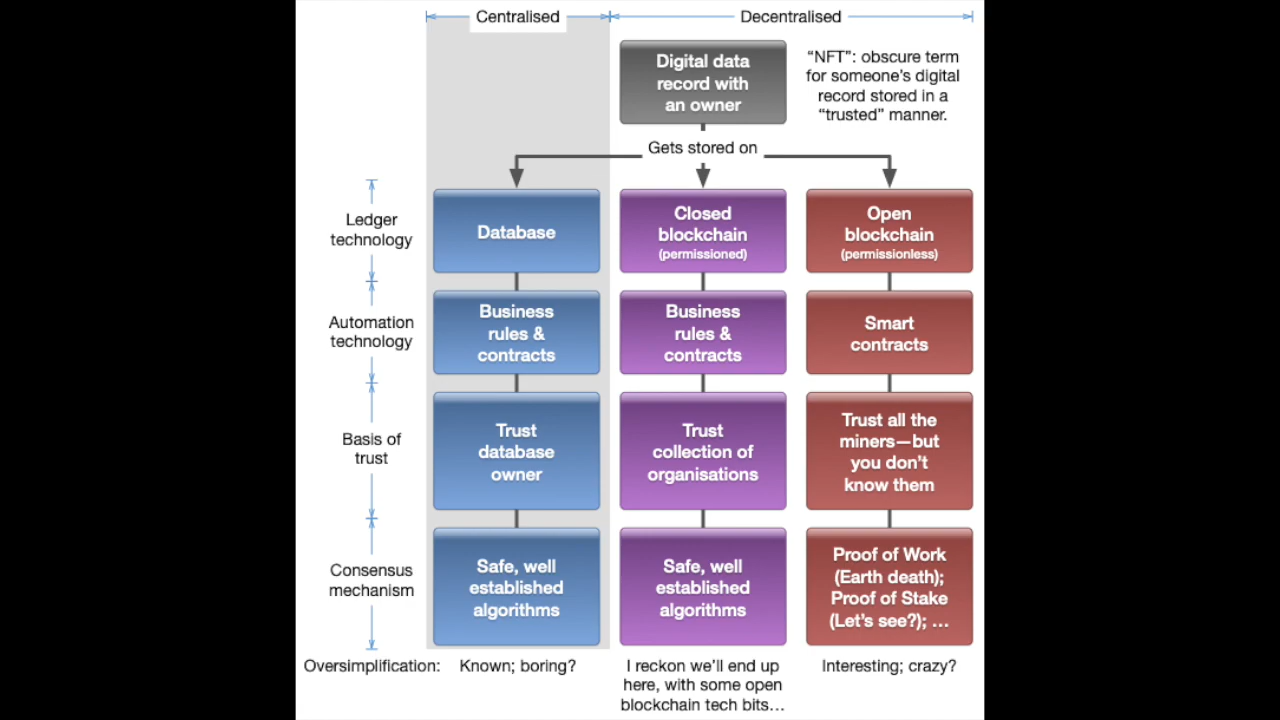 Centralised
Decentralised
Digital data
record with
an owner
“NFT”: obscure term
for someone’s digital
record stored in a
“trusted” manner.
Gets stored on
Ledger
technology
Database
Closed
blockchain
(permissioned)
Open
blockchain
(permissionless)
Automation
technology
Business
rules &
contracts
Business
rules &
contracts
Smart
contracts
Basis of
trust
Trust
database
owner
Trust
collection of
organisations
Trust all the
miners—but
you don’t
know them
Consensus
mechanism
Safe, well
established
algorithms
Safe, well
established
algorithms
Proof of Work
(Earth death);
Proof of Stake
(Let’s see?); …
Oversimplification:
Known; boring?
I reckon we’ll end up
here, with some open
blockchain tech bits…
Interesting; crazy?